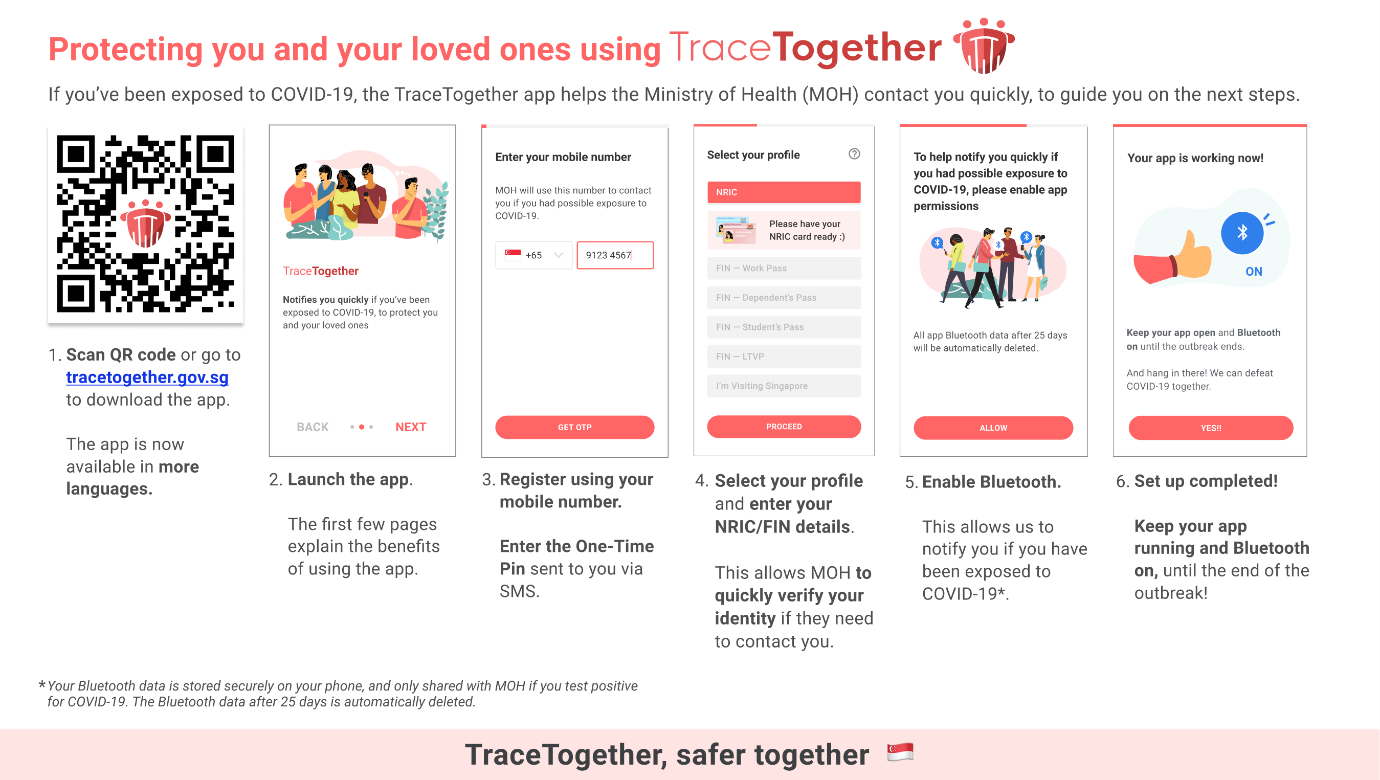 Protecting you and your loved ones using TraceTogether
If you’ve been exposed to COVID-19, the TraceTogether app helps the Ministry of Health (MOH) contact you quickly, to guide you on the next steps.
1. Scan QR code or go to
tracetogether.gov.sg
to download the app.
The app is now
available in more
languages.
TraceTogether
Notifies you quickly if you’ve been
exposed to COVID-19, to protect you
and your loved ones
BACK
NEXT
2. Launch the app.
The first few pages
explain the benefits
of using the app.
Enter your mobile number
MOH will use this number to contact
you if you had possible exposure to
COVID-19.
+65
9123 4567
GET OTP
3. Register using your
mobile number.
Enter the One-Time
Pin sent to you via
SMS.
Select your profile
?
NRIC
Please have your
NRIC card ready :)
FIN — Work Pass
FIN — Dependent’s Pass
FIN — Student’s Pass
FIN — LTVP
I’m Visiting Singapore
PROCEED
4. Select your profile
and enter your
NRIC/FIN details.
This allows MOH to
quickly verify your
identity if they need
to contact you.
To help notify you quickly if
you had possible exposure to
COVID-19, please enable app
permissions
All app Bluetooth data after 25 days
will be automatically deleted.
ALLOW
5. Enable Bluetooth.
This allows us to
notify you if you have
been exposed to
COVID-19*.
Your app is working now!
ON
Keep your app open and Bluetooth
on until the outbreak ends.
And hang in there! We can defeat
COVID-19 together.
YES!!
6. Set up completed!
Keep your app
running and Bluetooth
on, until the end of the
outbreak!
*Your Bluetooth data is stored securely on your phone, and only shared with MOH if you test positive
for COVID-19. The Bluetooth data after 25 days is automatically deleted.
TraceTogether, safer together